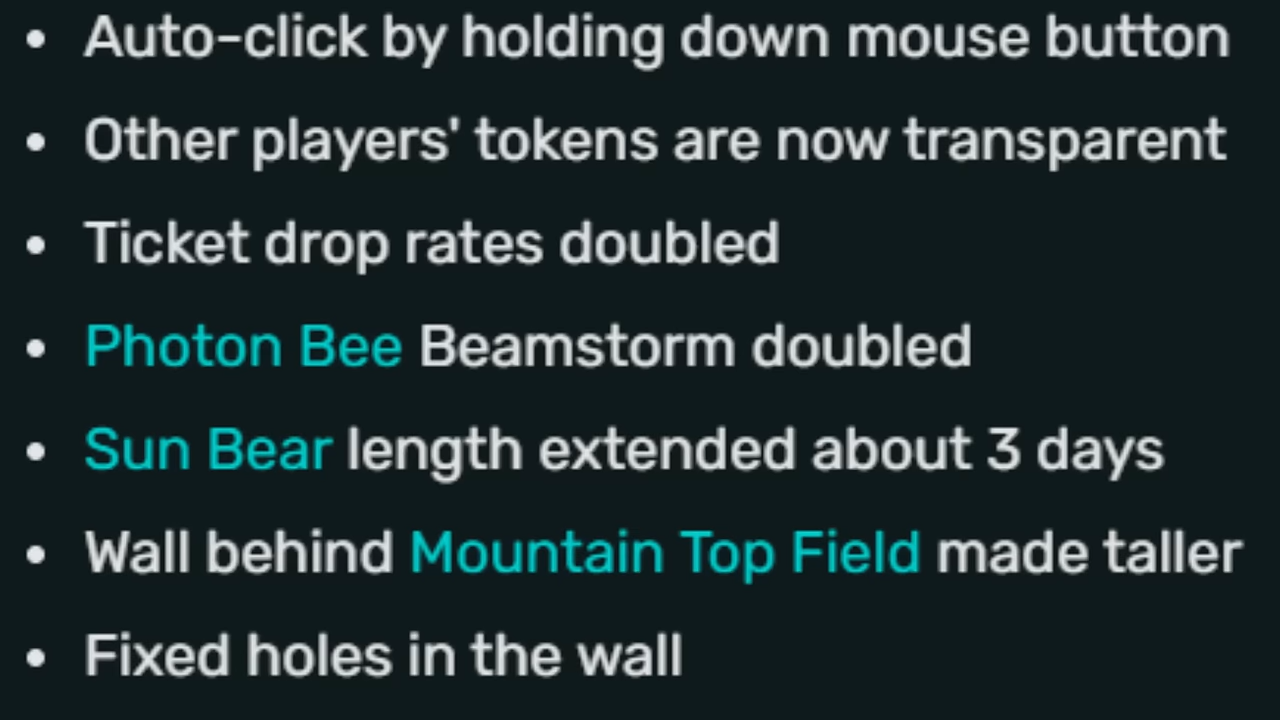 • Auto-click by holding down mouse button
• Other players' tokens are now transparent
• Ticket drop rates doubled
• Photon Bee Beamstorm doubled
• Sun Bear length extended about 3 days
• Wall behind Mountain Top Field made taller
• Fixed holes in the wall